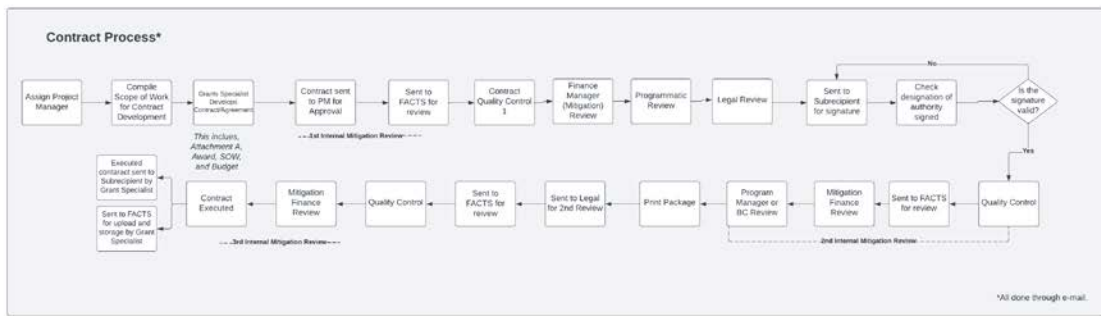 Contract Process*
Assign Project
Manager
Compile
Scope of Work
for Contract
Development
Grants Specialist
Develops
Contract/Agreement
This inclues,
Attachment A,
Award, SOW,
and Budget
Contract sent
to PM for
Approval
Sent to
FACTS for
review
1st Internal Mitigation Review
Contract
Quality Control
1
Finance
Manager
(Mitigation)
Review
Programmatic
Review
Legal Review
Sent to
Subrecipient
for signature
Check
designation of
authority
signed
Is the
signature
valid?
No
Yes
Quality Control
Sent to FACTS
for review
Mitigation
Finance
Review
Program
Manager or
BC Review
2nd Internal Mitigation Review
Print Package
Sent to Legal
for 2nd Review
Sent to
FACTS for
review
Quality Control
Mitigation
Finance
Review
3rd Internal Mitigation Review
Contract
Executed
Executed
contaract sent to
Subrecipient by
Grant Specialist
Sent to FACTS
for upload and
storage by Grant
Specialist
*All done through e-mail.